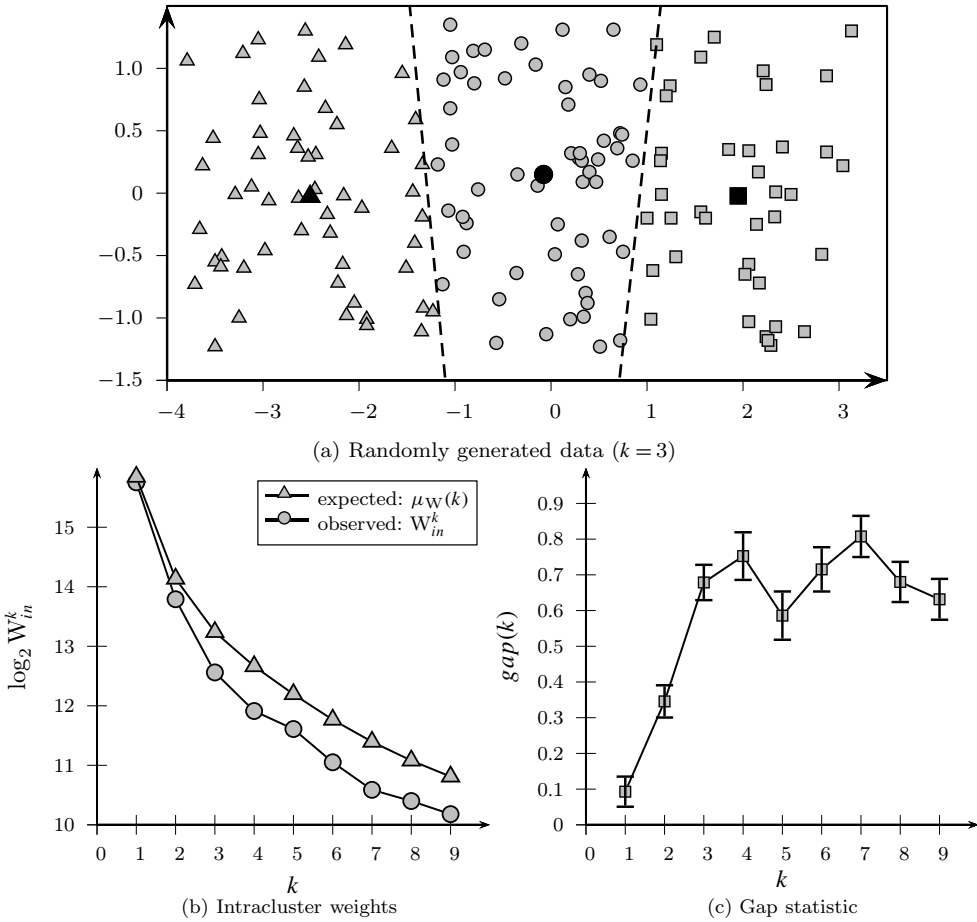 1.0
0.5
0
−0.5
−1.0
−1.5
−4 −3 −2 −1 0 1 2 3
(a) Randomly generated data (k = 3)
expected: μW(k)
observed: W^k_in
15
14
13
12
11
10
log2 W^k_in
0 1 2 3 4 5 6 7 8 9
k
(b) Intracluster weights
0.9
0.8
0.7
0.6
0.5
0.4
0.3
0.2
0.1
0
gap(k)
0 1 2 3 4 5 6 7 8 9
k
(c) Gap statistic